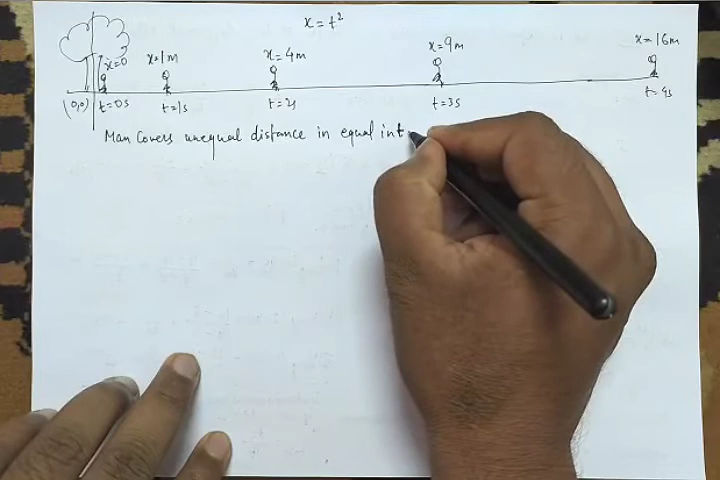 x = t²
x=0 x=1m x=4m x=9m x=16m
(0,0) t=0s t=1s t=2s t=3s t=4s
Man Covers unequal distance in equal int